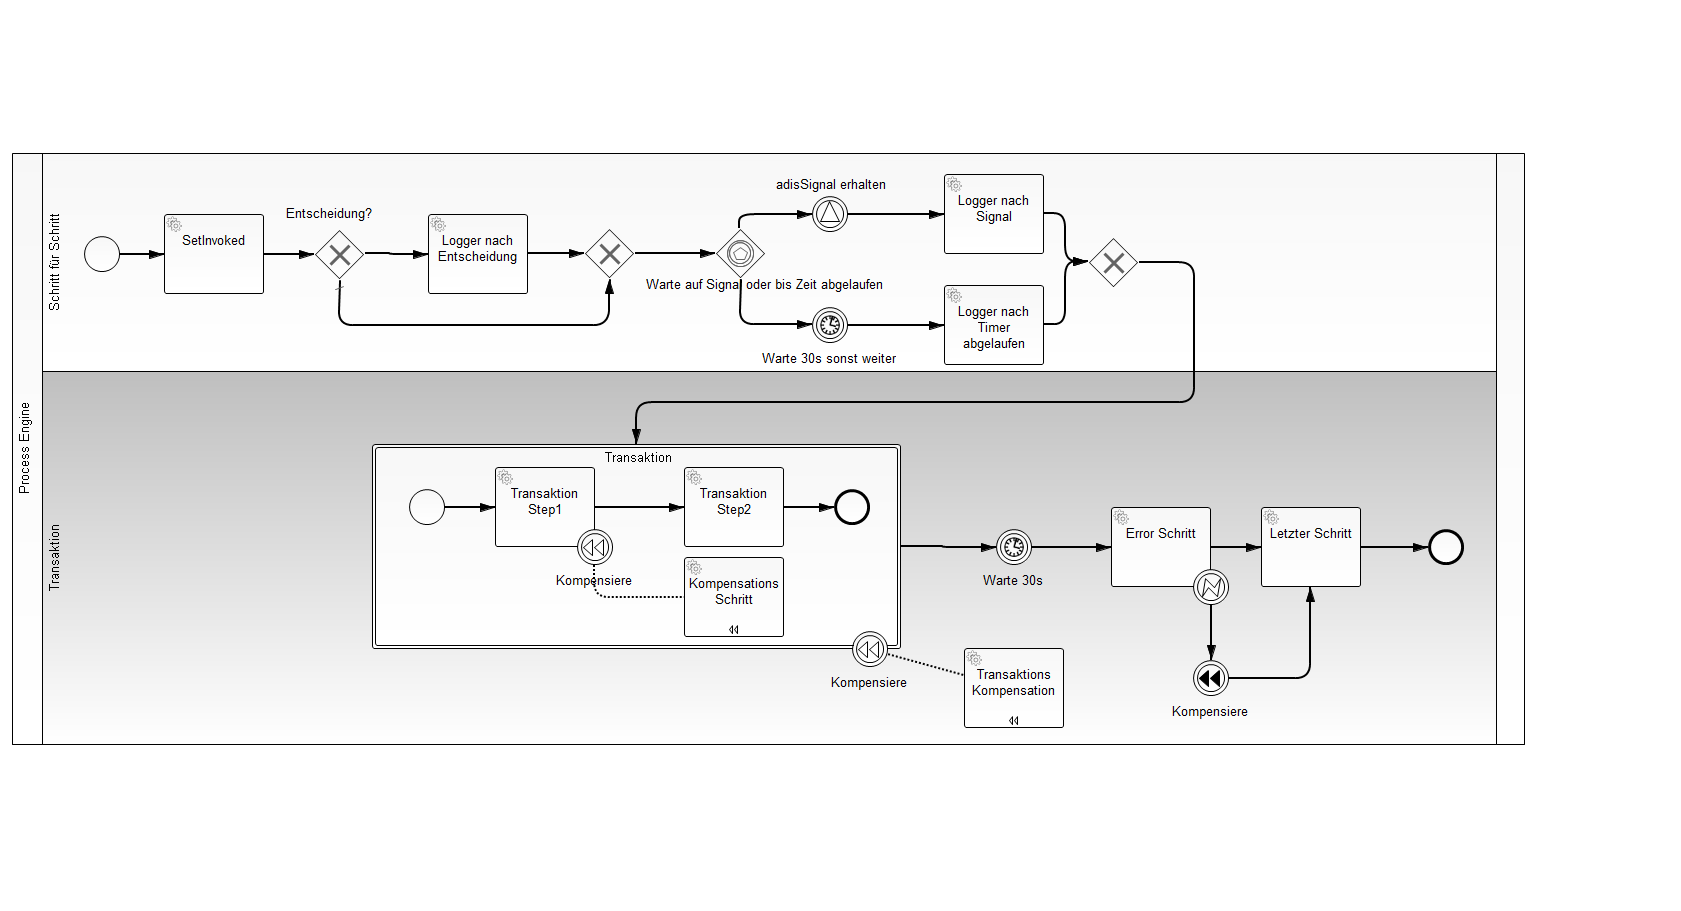 Process Engine
Schritt für Schritt
SetInvoked
Entscheidung?
Logger nach
Entscheidung
Warte auf Signal oder bis Zeit abgelaufen
adisSignal erhalten
Logger nach
Signal
Warte 30s sonst weiter
Logger nach
Timer
abgelaufen
Transaktion
Transaktion
Transaktion
Step1
Transaktion
Step2
Kompensiere
Kompensations
Schritt
Kompensiere
Transaktions
Kompensation
Warte 30s
Error Schritt
Letzter Schritt
Kompensiere